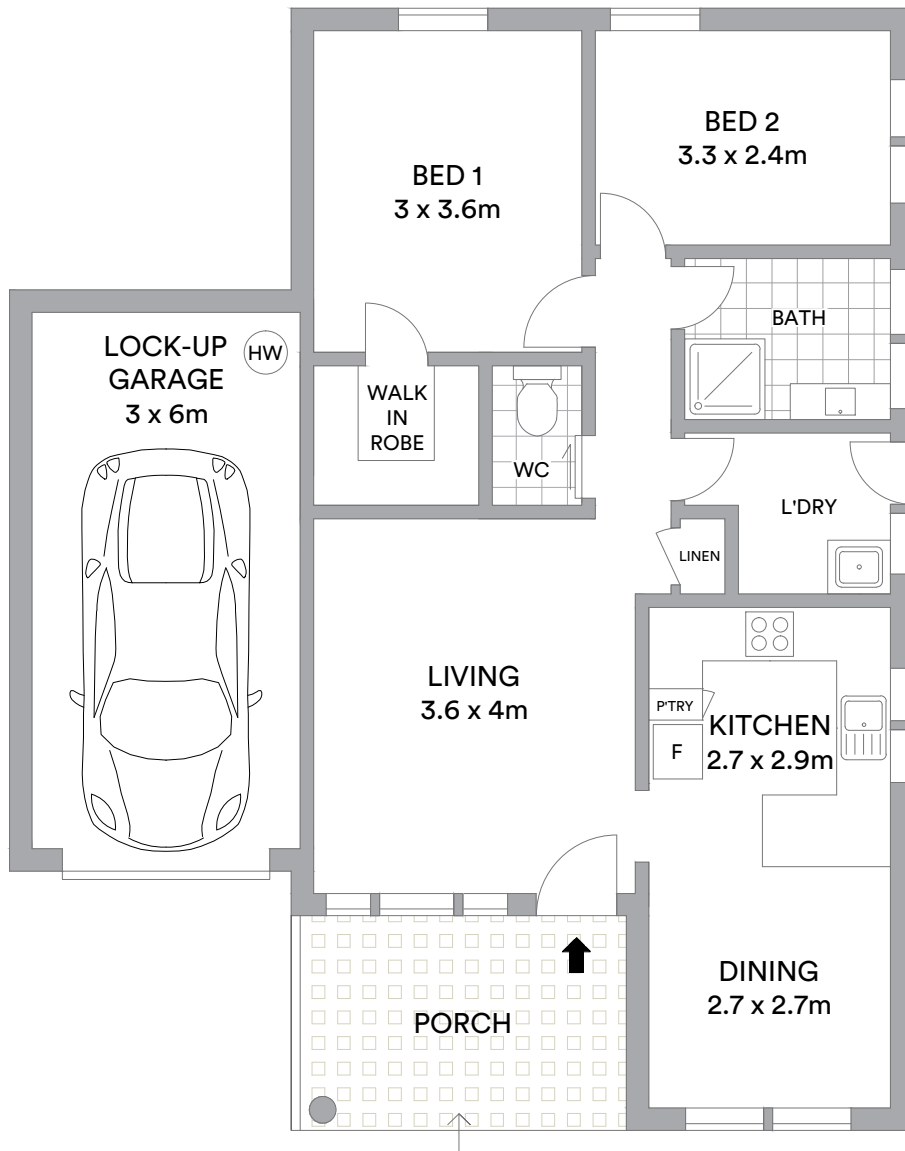 BED 1
3 x 3.6m
BED 2
3.3 x 2.4m
BATH
LOCK-UP
GARAGE
3 x 6m
HW
WALK
IN
ROBE
WC
L'DRY
LINEN
LIVING
3.6 x 4m
P'TRY
F
KITCHEN
2.7 x 2.9m
DINING
2.7 x 2.7m
PORCH